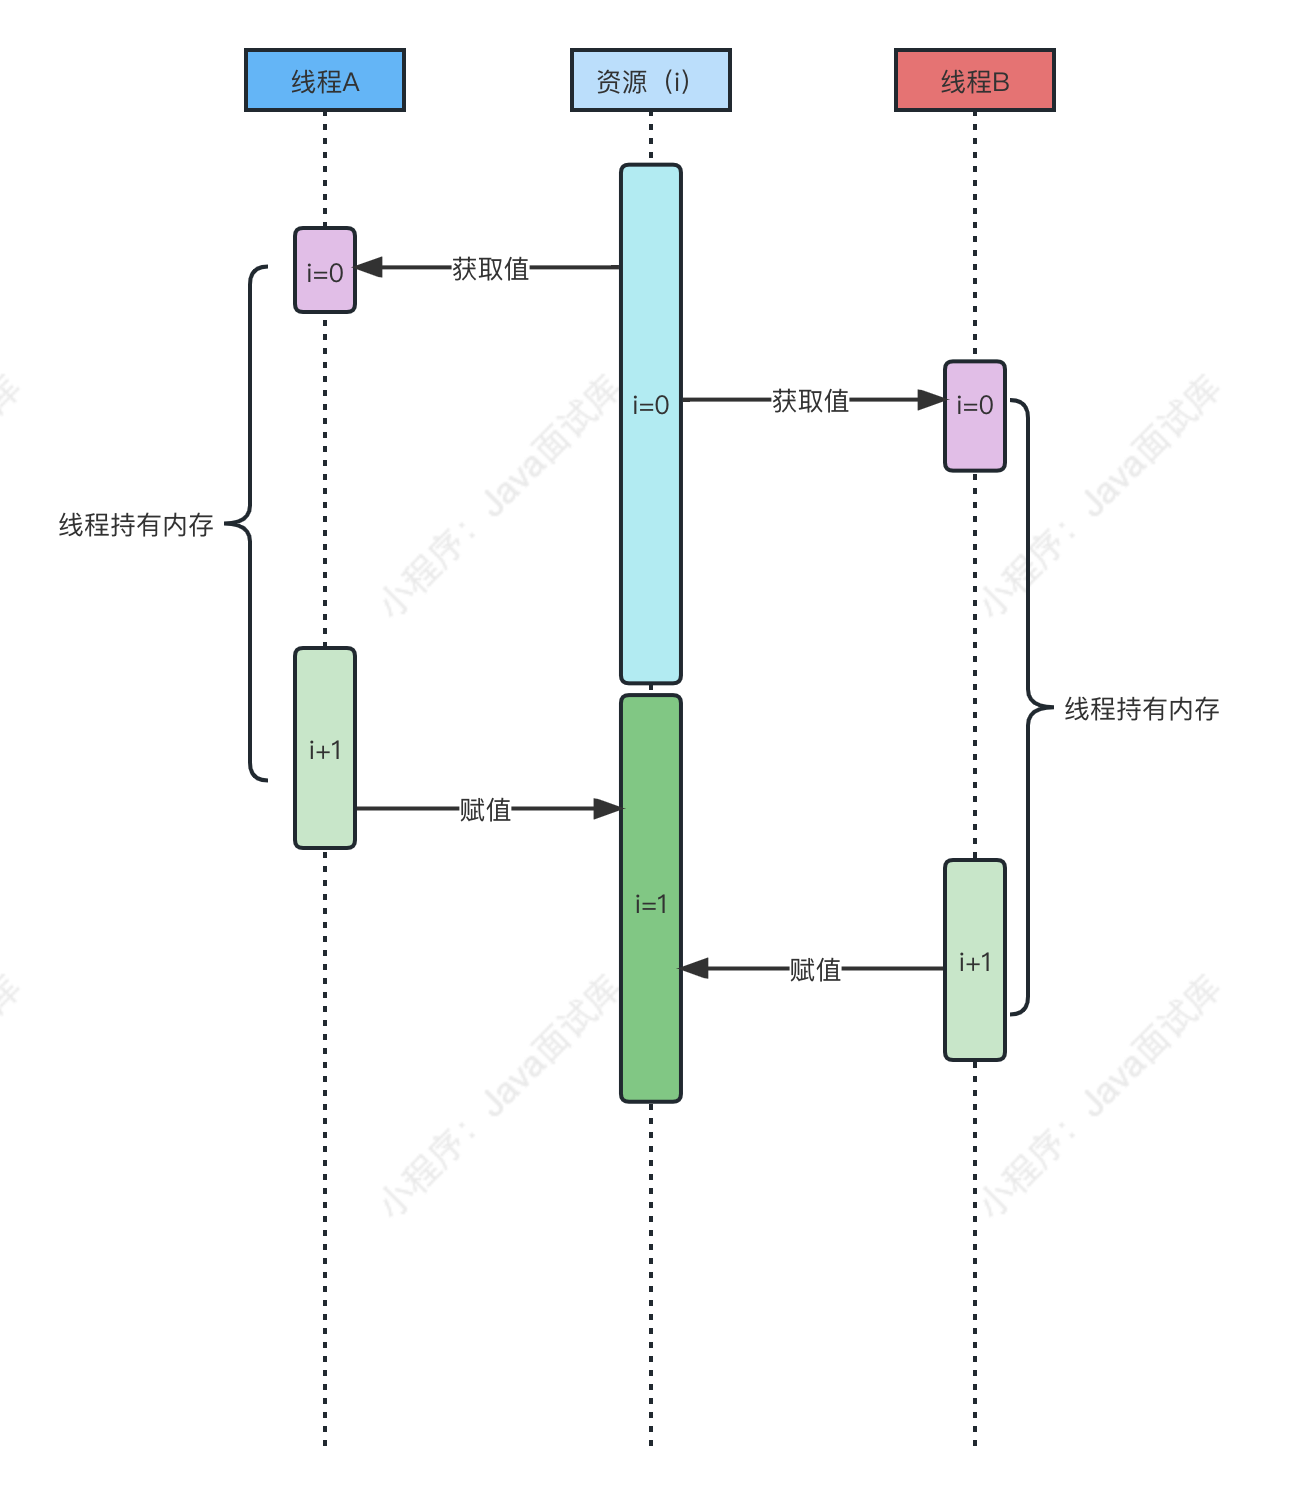 线程A
资源（i）
线程B
i=0
获取值
i=0
获取值
i=0
线程持有内存
线程持有内存
i+1
赋值
i=1
赋值
i+1
库
小程序：Java面试库
小程序：Java面试库
库
小程序：Java面试库
小程序：Java面试库